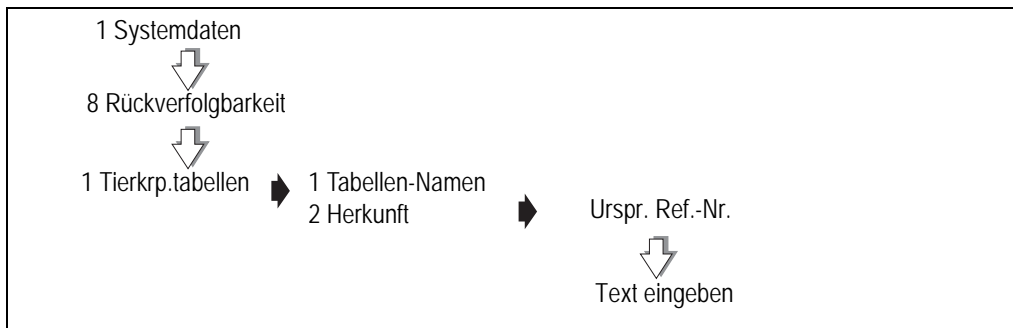 1 Systemdaten
8 Rückverfolgbarkeit
1 Tierkrp.tabellen
1 Tabellen-Namen
2 Herkunft
Urspr. Ref.-Nr.
Text eingeben